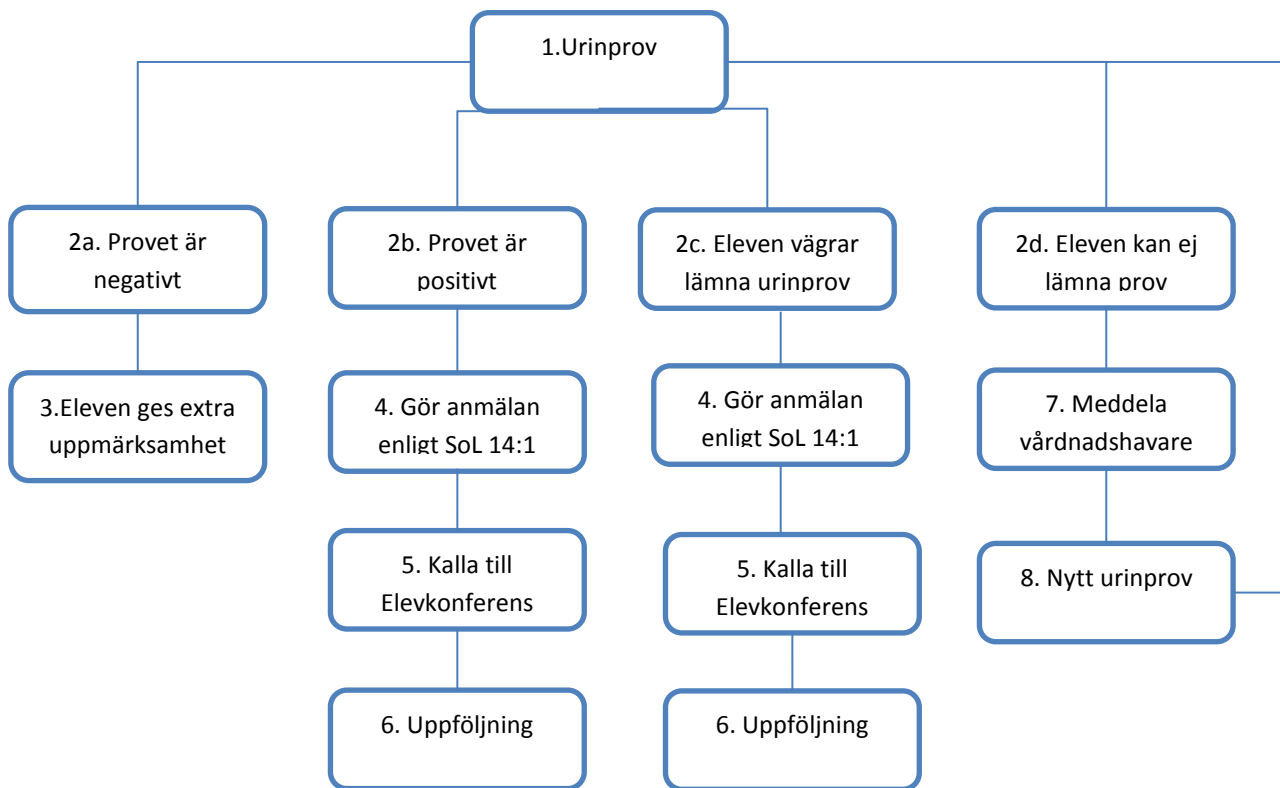 1.Urinprov
2a. Provet är
negativt
2b. Provet är
positivt
2c. Eleven vägrar
lämna urinprov
2d. Eleven kan ej
lämna prov
3.Eleven ges extra
uppmärksamhet
4. Gör anmälan
enligt SoL 14:1
4. Gör anmälan
enligt SoL 14:1
7. Meddela
vårdnadshavare
5. Kalla till
Elevkonferens
5. Kalla till
Elevkonferens
8. Nytt urinprov
6. Uppföljning
6. Uppföljning